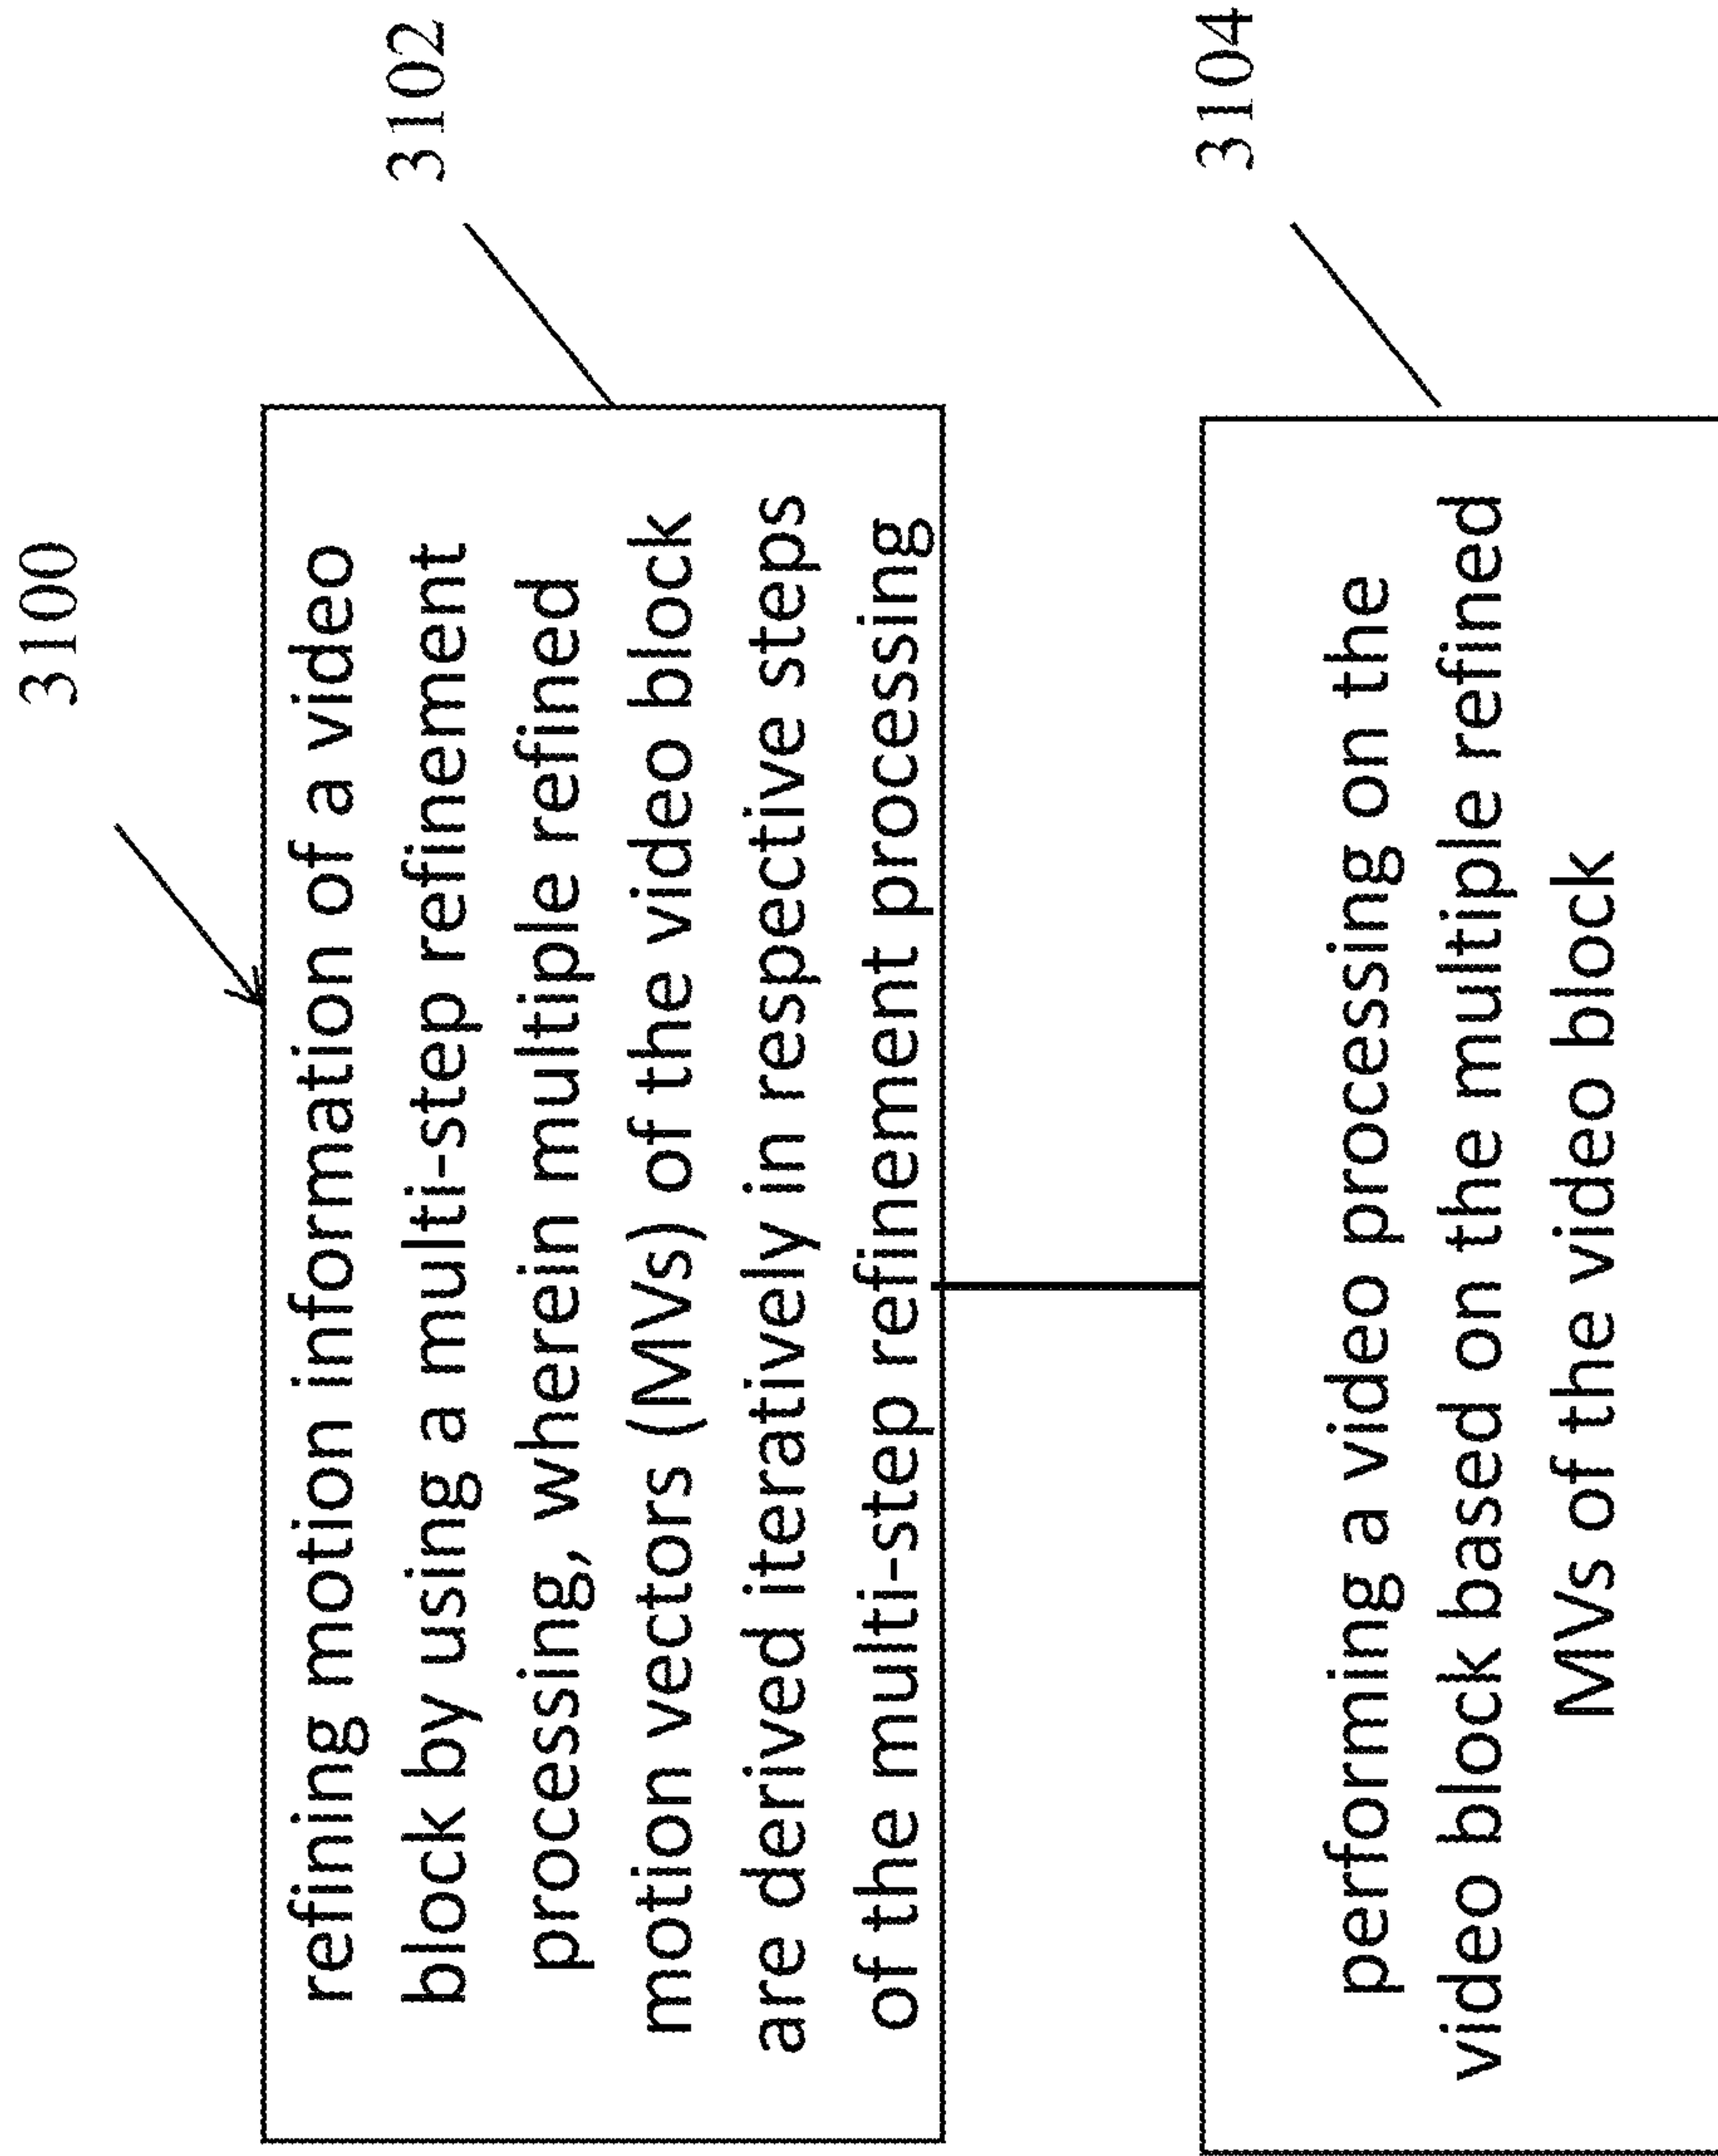 3100
refining motion information of a video
block by using a multi-step refinement
processing, wherein multiple refined
motion vectors (MVs) of the video block
are derived iteratively in respective steps
of the multi-step refinement processing
3102
performing a video processing on the
video block based on the multiple refined
MVs of the video block
3104